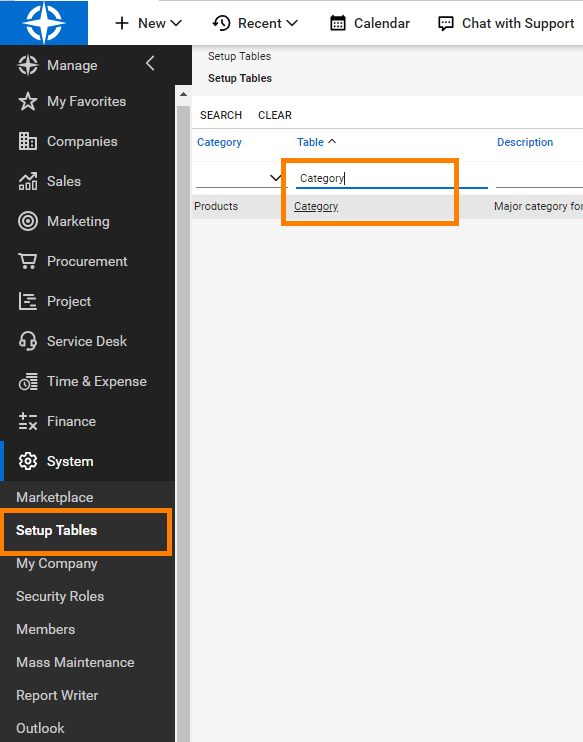 New Recent Calendar Chat with Support
Manage
My Favorites
Companies
Sales
Marketing
Procurement
Project
Service Desk
Time & Expense
Finance
System
Marketplace
Setup Tables
My Company
Security Roles
Members
Mass Maintenance
Report Writer
Outlook
Setup Tables
Setup Tables
SEARCH CLEAR
Category Table Description
Category
Products Category Major category for